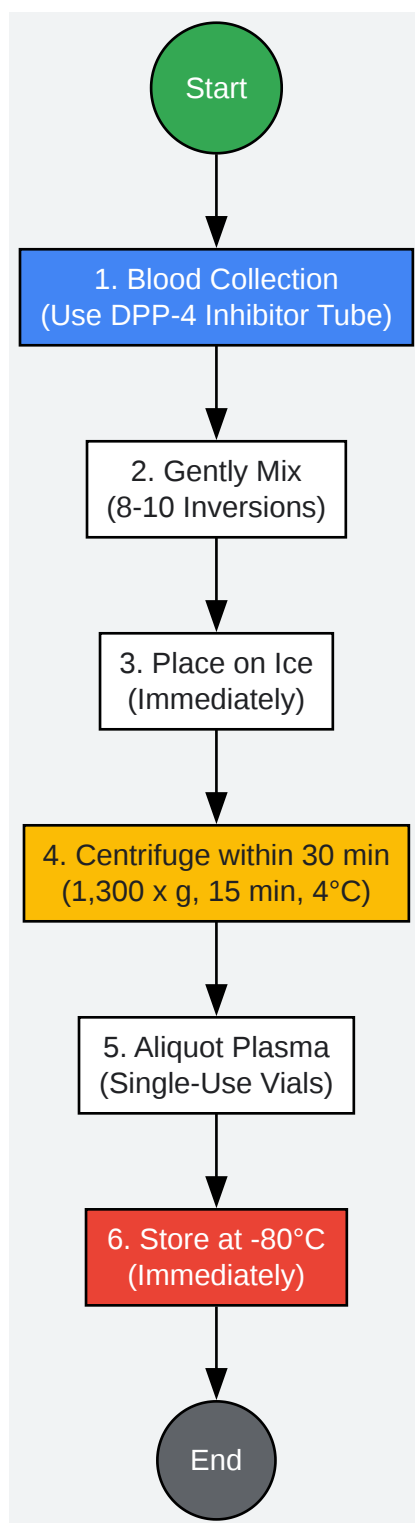 Start
1. Blood Collection
(Use DPP-4 Inhibitor Tube)
2. Gently Mix
(8-10 Inversions)
3. Place on Ice
(Immediately)
4. Centrifuge within 30 min
(1,300 x g, 15 min, 4°C)
5. Aliquot Plasma
(Single-Use Vials)
6. Store at -80°C
(Immediately)
End